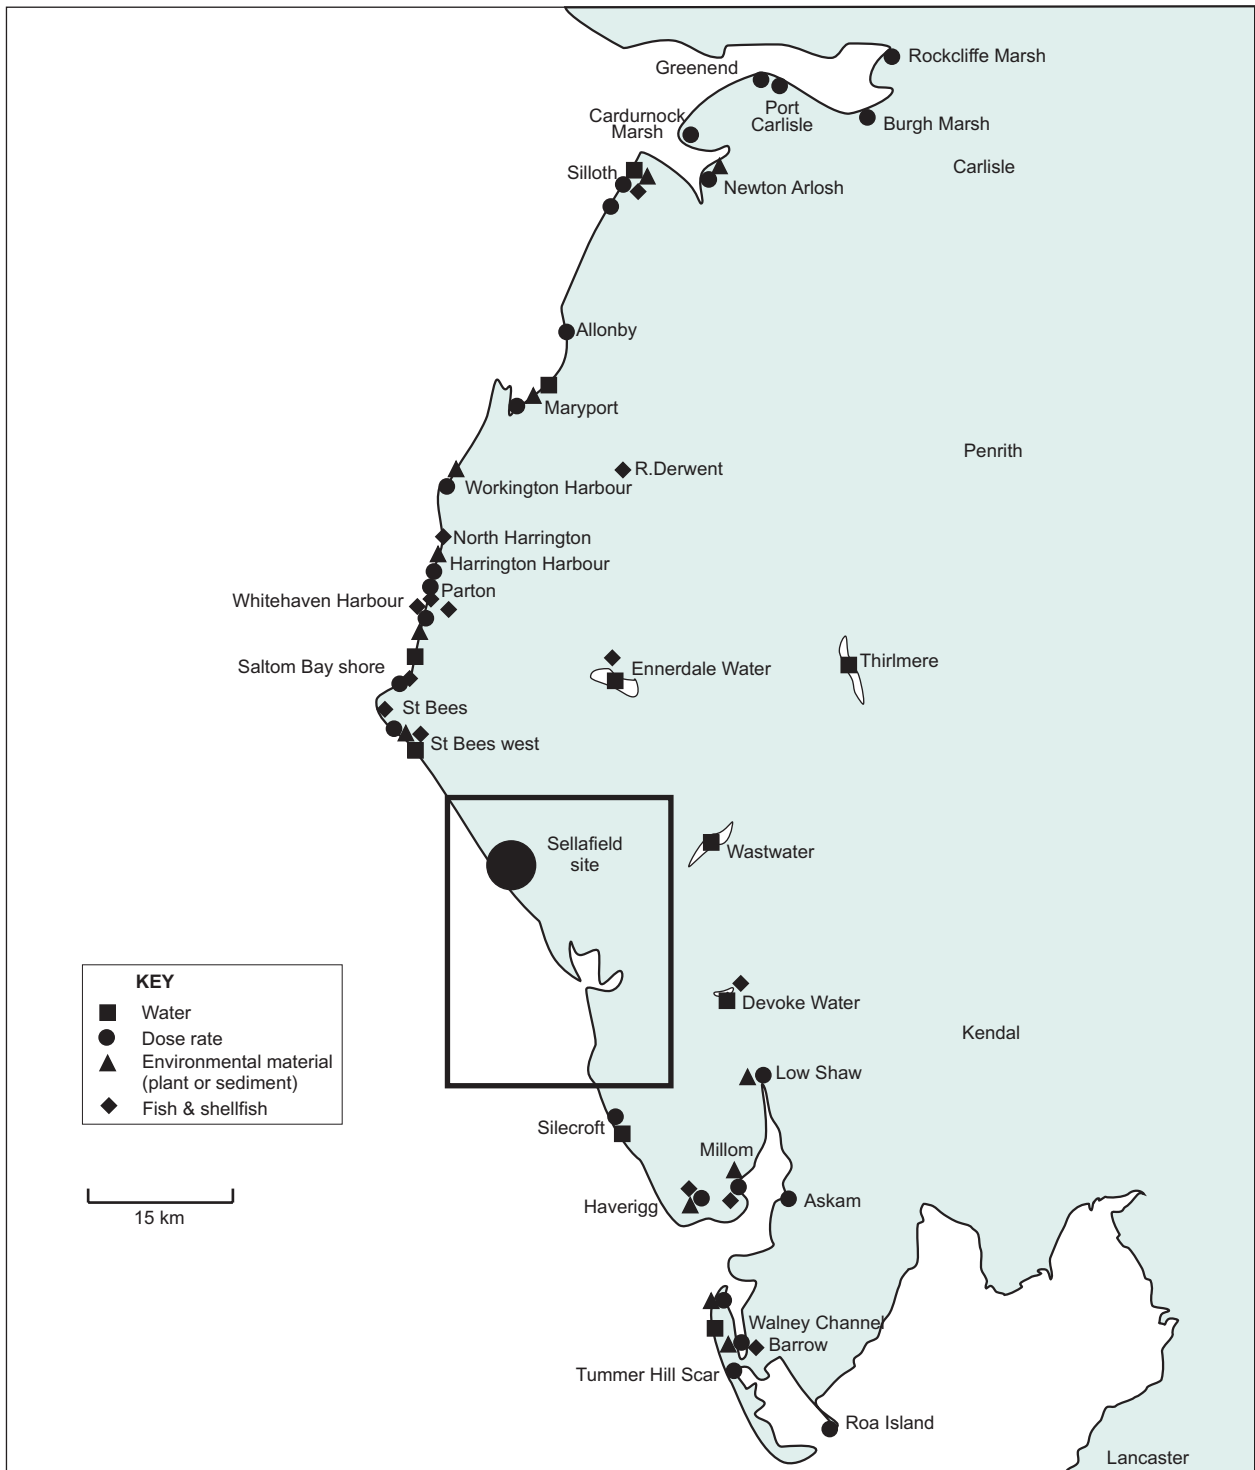 Rockcliffe Marsh
Greenend
Port
Carlisle
Cardurnock
Marsh
Burgh Marsh
Carlisle
Silloth
Newton Arlosh
Allonby
Maryport
Penrith
R.Derwent
Workington Harbour
North Harrington
Harrington Harbour
Parton
Whitehaven Harbour
Saltom Bay shore
Ennerdale Water
Thirlmere
St Bees
St Bees west
Sellafield
site
Wastwater
KEY
Water
Dose rate
Environmental material
(plant or sediment)
Fish & shellfish
Devoke Water
Kendal
Low Shaw
Silecroft
Millom
15 km
Haverigg
Askam
Walney Channel
Barrow
Tummer Hill Scar
Roa Island
Lancaster